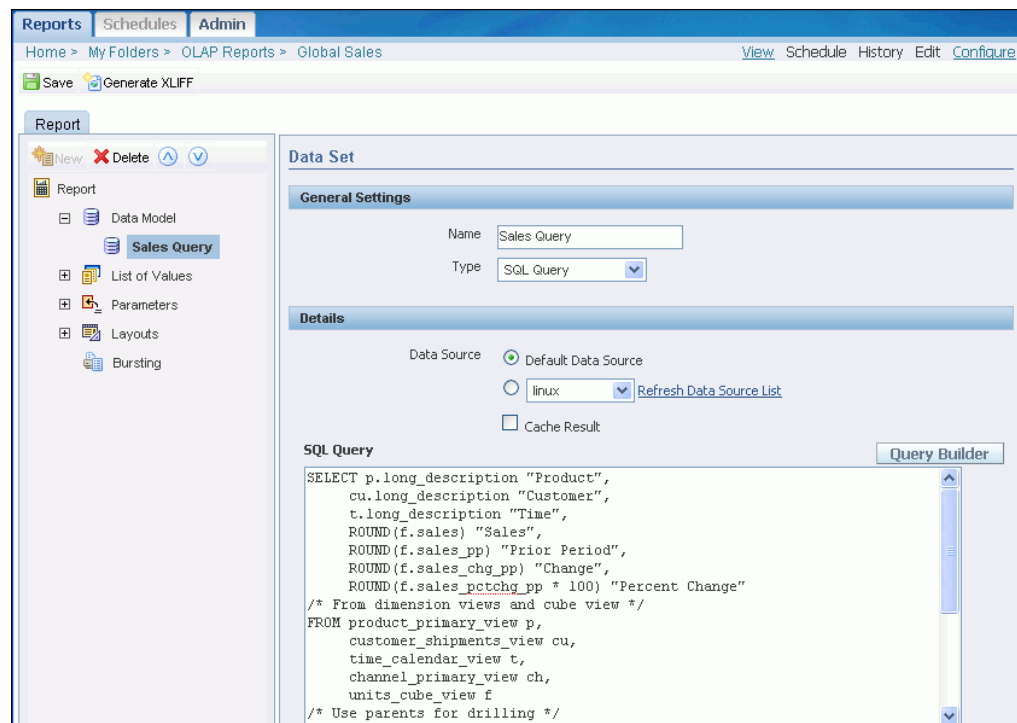 Reports Schedules Admin
Home > My Folders > OLAP Reports > Global Sales View Schedule History Edit Configure
Save Generate XLIFF
Report
New Delete
Report
Data Model
Sales Query
List of Values
Parameters
Layouts
Bursting
Data Set
General Settings
Name Sales Query
Type SQL Query
Details
Data Source Default Data Source
linux Refresh Data Source List
Cache Result
SQL Query Query Builder
SELECT p.long_description "Product",
cu.long_description "Customer",
t.long_description "Time",
ROUND(f.sales) "Sales",
ROUND(f.sales_pp) "Prior Period",
ROUND(f.sales_chg_pp) "Change",
ROUND(f.sales_pctchg_pp * 100) "Percent Change"
/* From dimension views and cube view */
FROM product_primary_view p,
customer_shipments_view cu,
time_calendar_view t,
channel_primary_view ch,
units_cube_view f
/* Use parents for drilling */